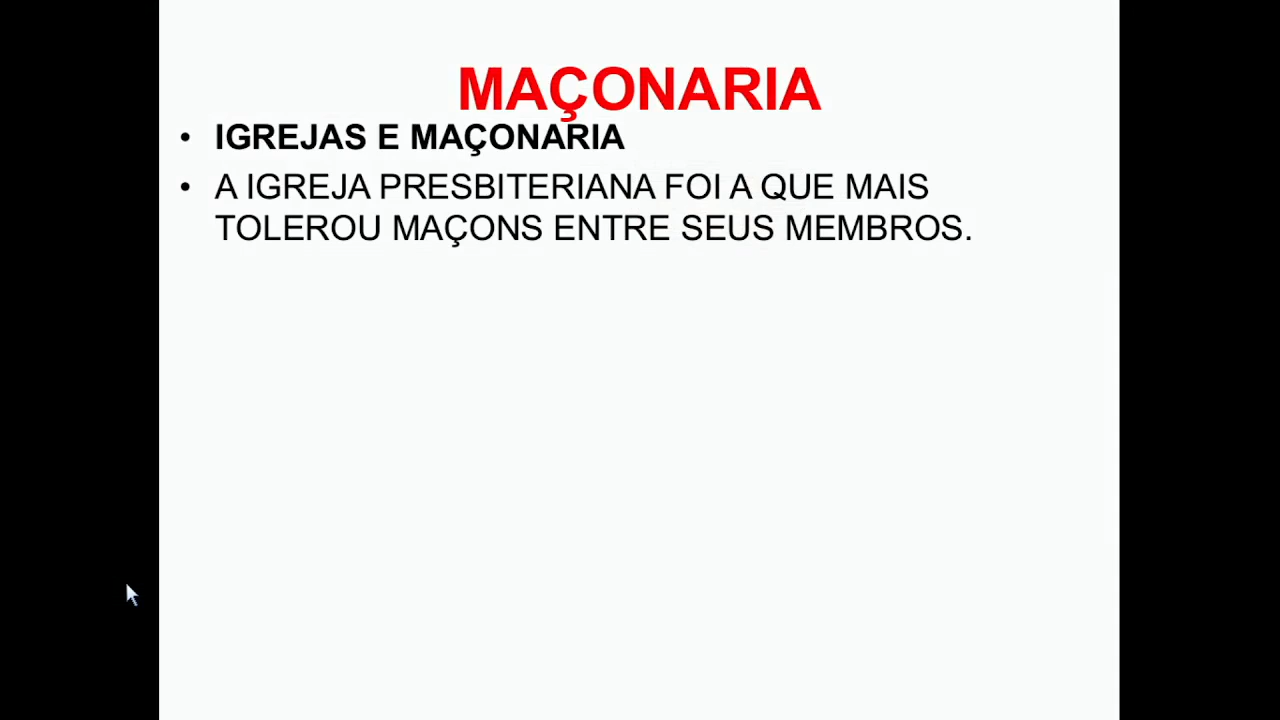 MAÇONARIA
• IGREJAS E MAÇONARIA
• A IGREJA PRESBITERIANA FOI A QUE MAIS
TOLEROU MAÇONS ENTRE SEUS MEMBROS.